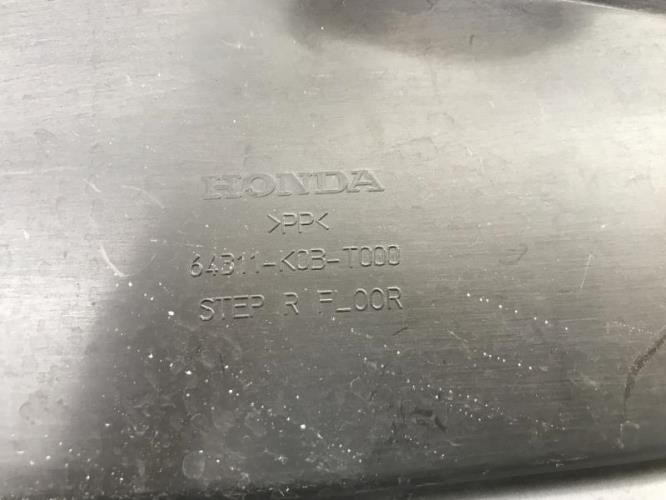 HONDA
>PP<
64311-K0B-T000
STEP R FLOOR